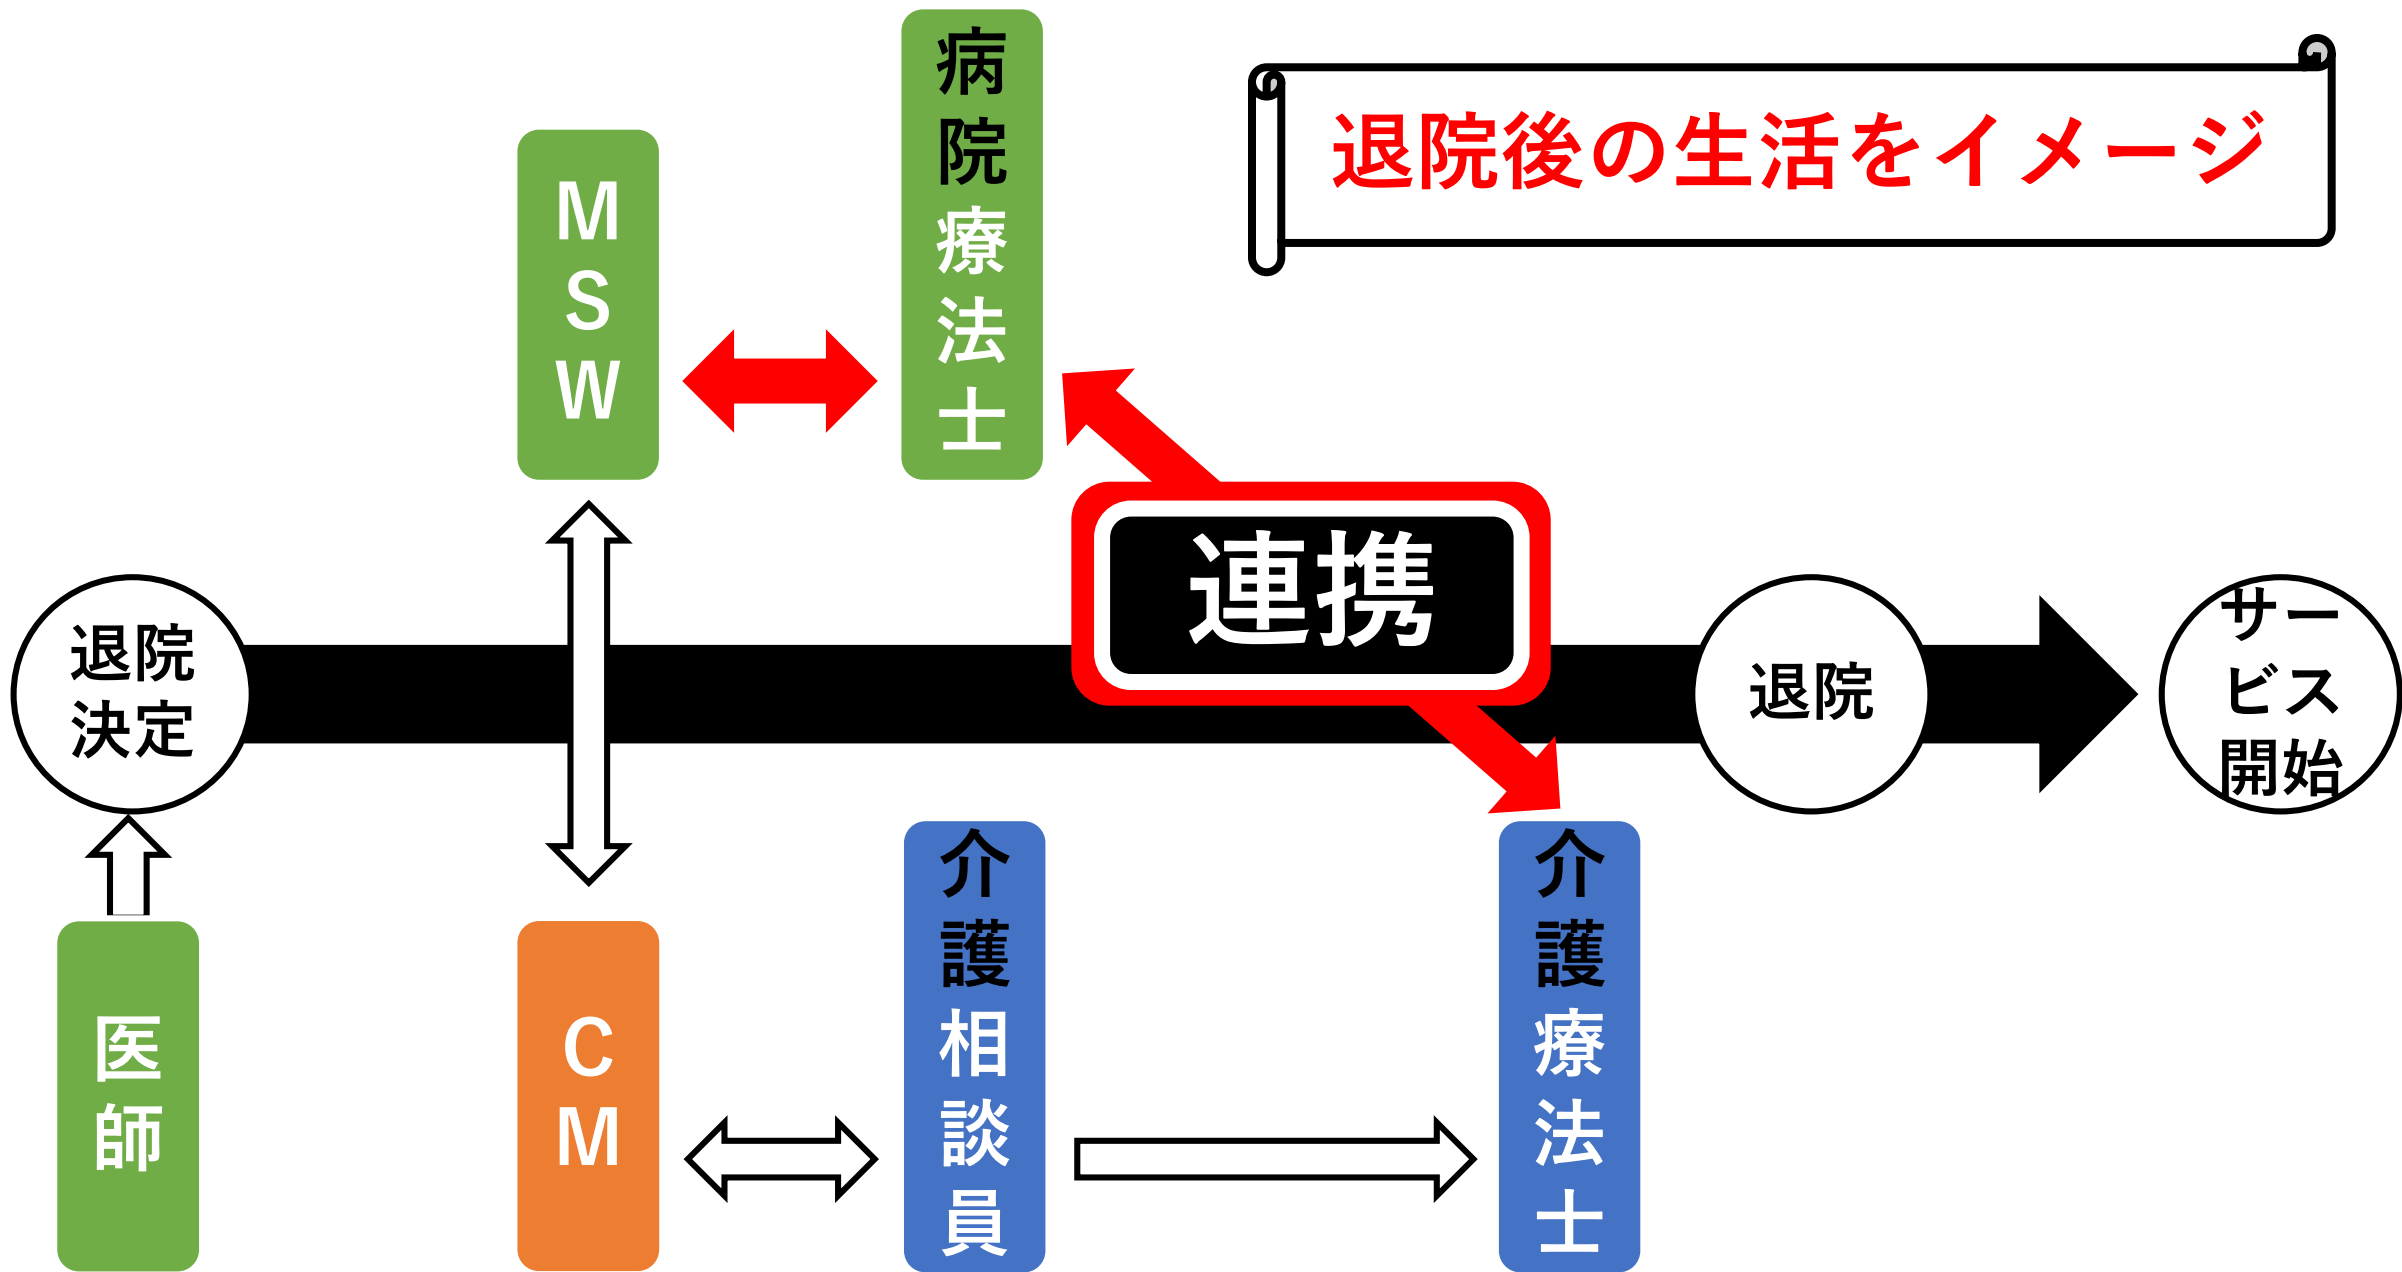 退院後の生活をイメージ
病院療法士
MSW
連携
退院
決定
退院
サー
ビス
開始
医師
CM
介護相談員
介護療法士